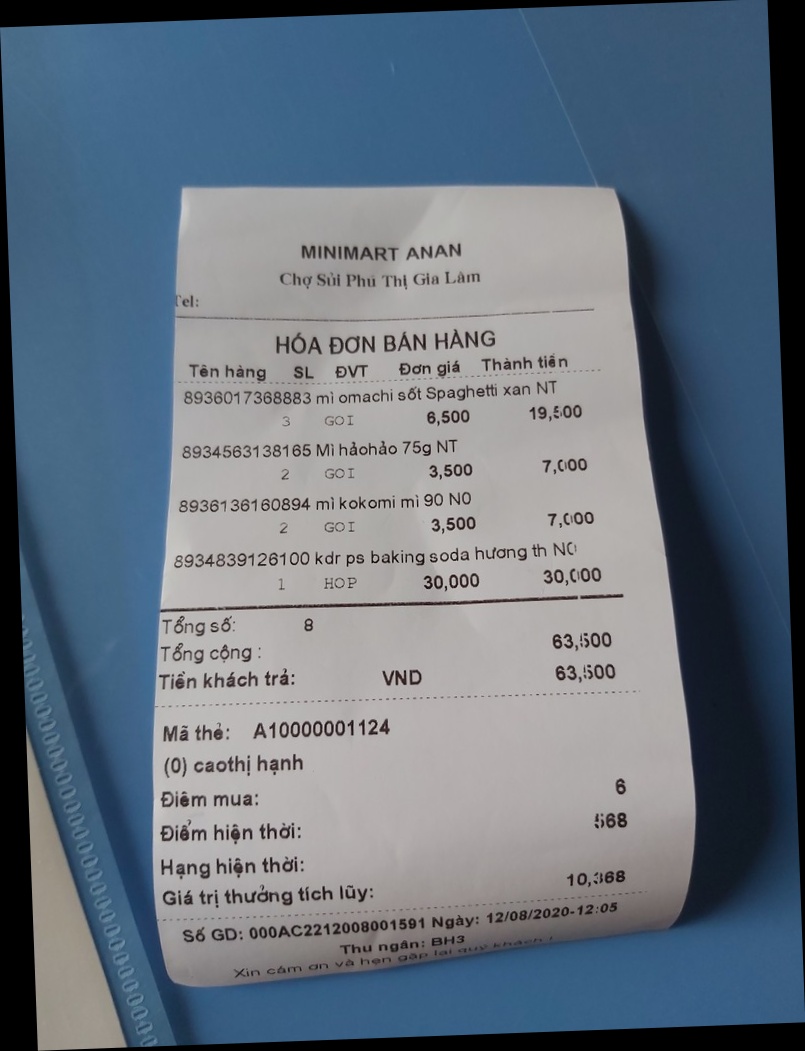 MINIMART ANAN
Chợ Sủi Phú Thị Gia Lâm
Tel:
HÓA ĐƠN BÁN HÀNG
Tên hàng SL ĐVT Đơn giá Thành tiền
8936017368883 mì omachi sốt Spaghetti xan NT
3 GOI 6,500 19,500
8934563138165 Mì hảohảo 75g NT
2 GOI 3,500 7,000
8936136160894 mì kokomi mì 90 N0
2 GOI 3,500 7,000
8934839126100 kdr ps baking soda hương th NO
1 HOP 30,000 30,000
Tổng số: 8
Tổng cộng : 63,500
Tiền khách trả: VND 63,500
Mã thẻ: A10000001124
(0) caothị hạnh
Điểm mua: 6
Điểm hiện thời: 568
Hạng hiện thời:
Giá trị thưởng tích lũy: 10,368
Số GD: 000AC2212008001591 Ngày: 12/08/2020-12:05
Thu ngân: BH3
Xin cảm ơn và hẹn gặp lại quý khách !